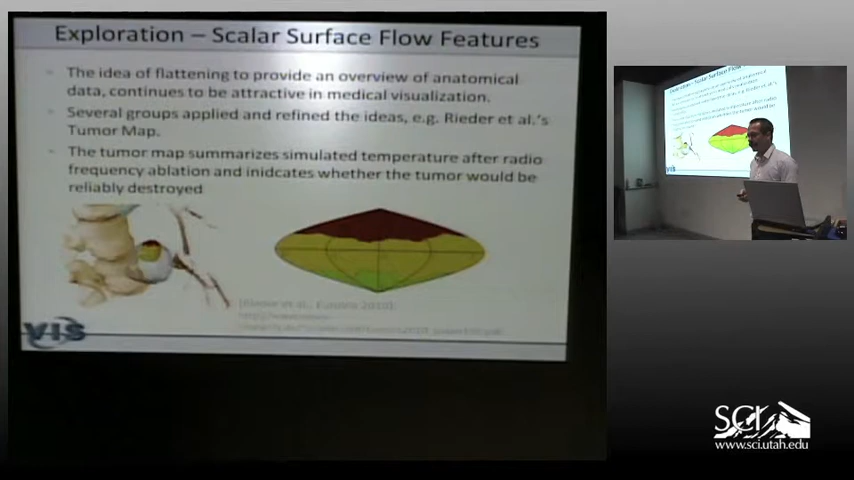 Exploration – Scalar Surface Flow Features
The idea of flattening to provide an overview of anatomical
data, continues to be attractive in medical visualization.
Several groups applied and refined the ideas, e.g. Rieder et al.'s
Tumor Map.
The tumor map summarizes simulated temperature after radio
frequency ablation and inidcates whether the tumor would be
reliably destroyed
VIS
SCI
www.sci.utah.edu